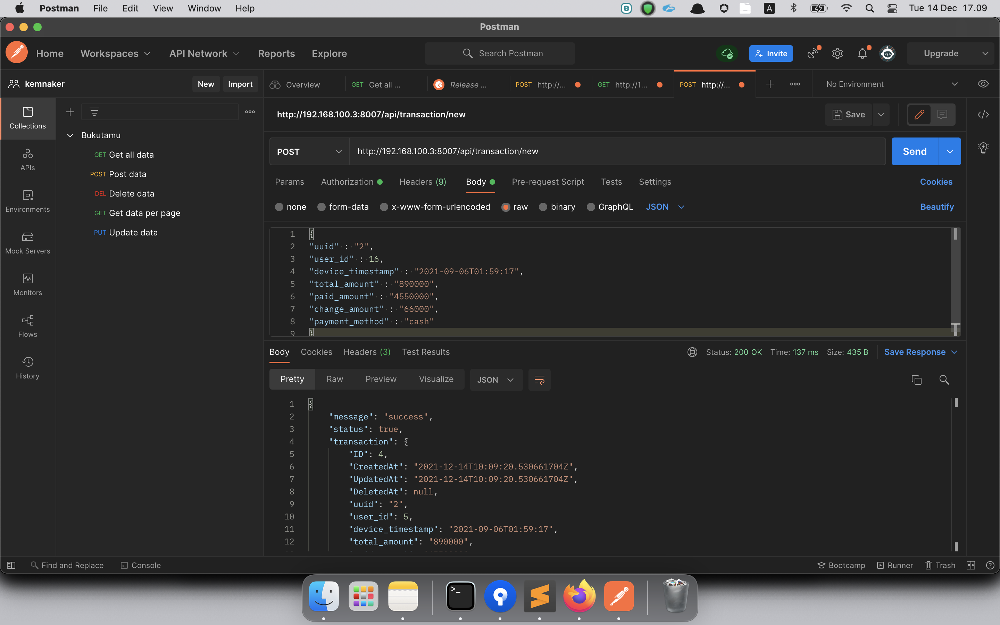 Postman File Edit View Window Help A Tue 14 Dec 17.09
Postman
Home Workspaces API Network Reports Explore Search Postman Invite Upgrade
kemnaker New Import Overview GET Get all ... Release ... POST http://... GET http://1... POST http://... No Environment
Collections
APIs
Environments
Mock Servers
Monitors
Flows
History
Bukutamu
GET Get all data
POST Post data
DEL Delete data
GET Get data per page
PUT Update data
http://192.168.100.3:8007/api/transaction/new Save
POST http://192.168.100.3:8007/api/transaction/new Send
Params Authorization Headers (9) Body Pre-request Script Tests Settings Cookies
none form-data x-www-form-urlencoded raw binary GraphQL JSON Beautify
1 {
2 "uuid" : "2",
3 "user_id" : 16,
4 "device_timestamp" : "2021-09-06T01:59:17",
5 "total_amount" : "890000",
6 "paid_amount" : "4550000",
7 "change_amount" : "66000",
8 "payment_method" : "cash"
9 }
Body Cookies Headers (3) Test Results Status: 200 OK Time: 137 ms Size: 435 B Save Response
Pretty Raw Preview Visualize JSON
1 {
2 "message": "success",
3 "status": true,
4 "transaction": {
5 "ID": 4,
6 "CreatedAt": "2021-12-14T10:09:20.530661704Z",
7 "UpdatedAt": "2021-12-14T10:09:20.530661704Z",
8 "DeletedAt": null,
9 "uuid": "2",
10 "user_id": 5,
11 "device_timestamp": "2021-09-06T01:59:17",
12 "total_amount": "890000",
Find and Replace Console Bootcamp Runner Trash